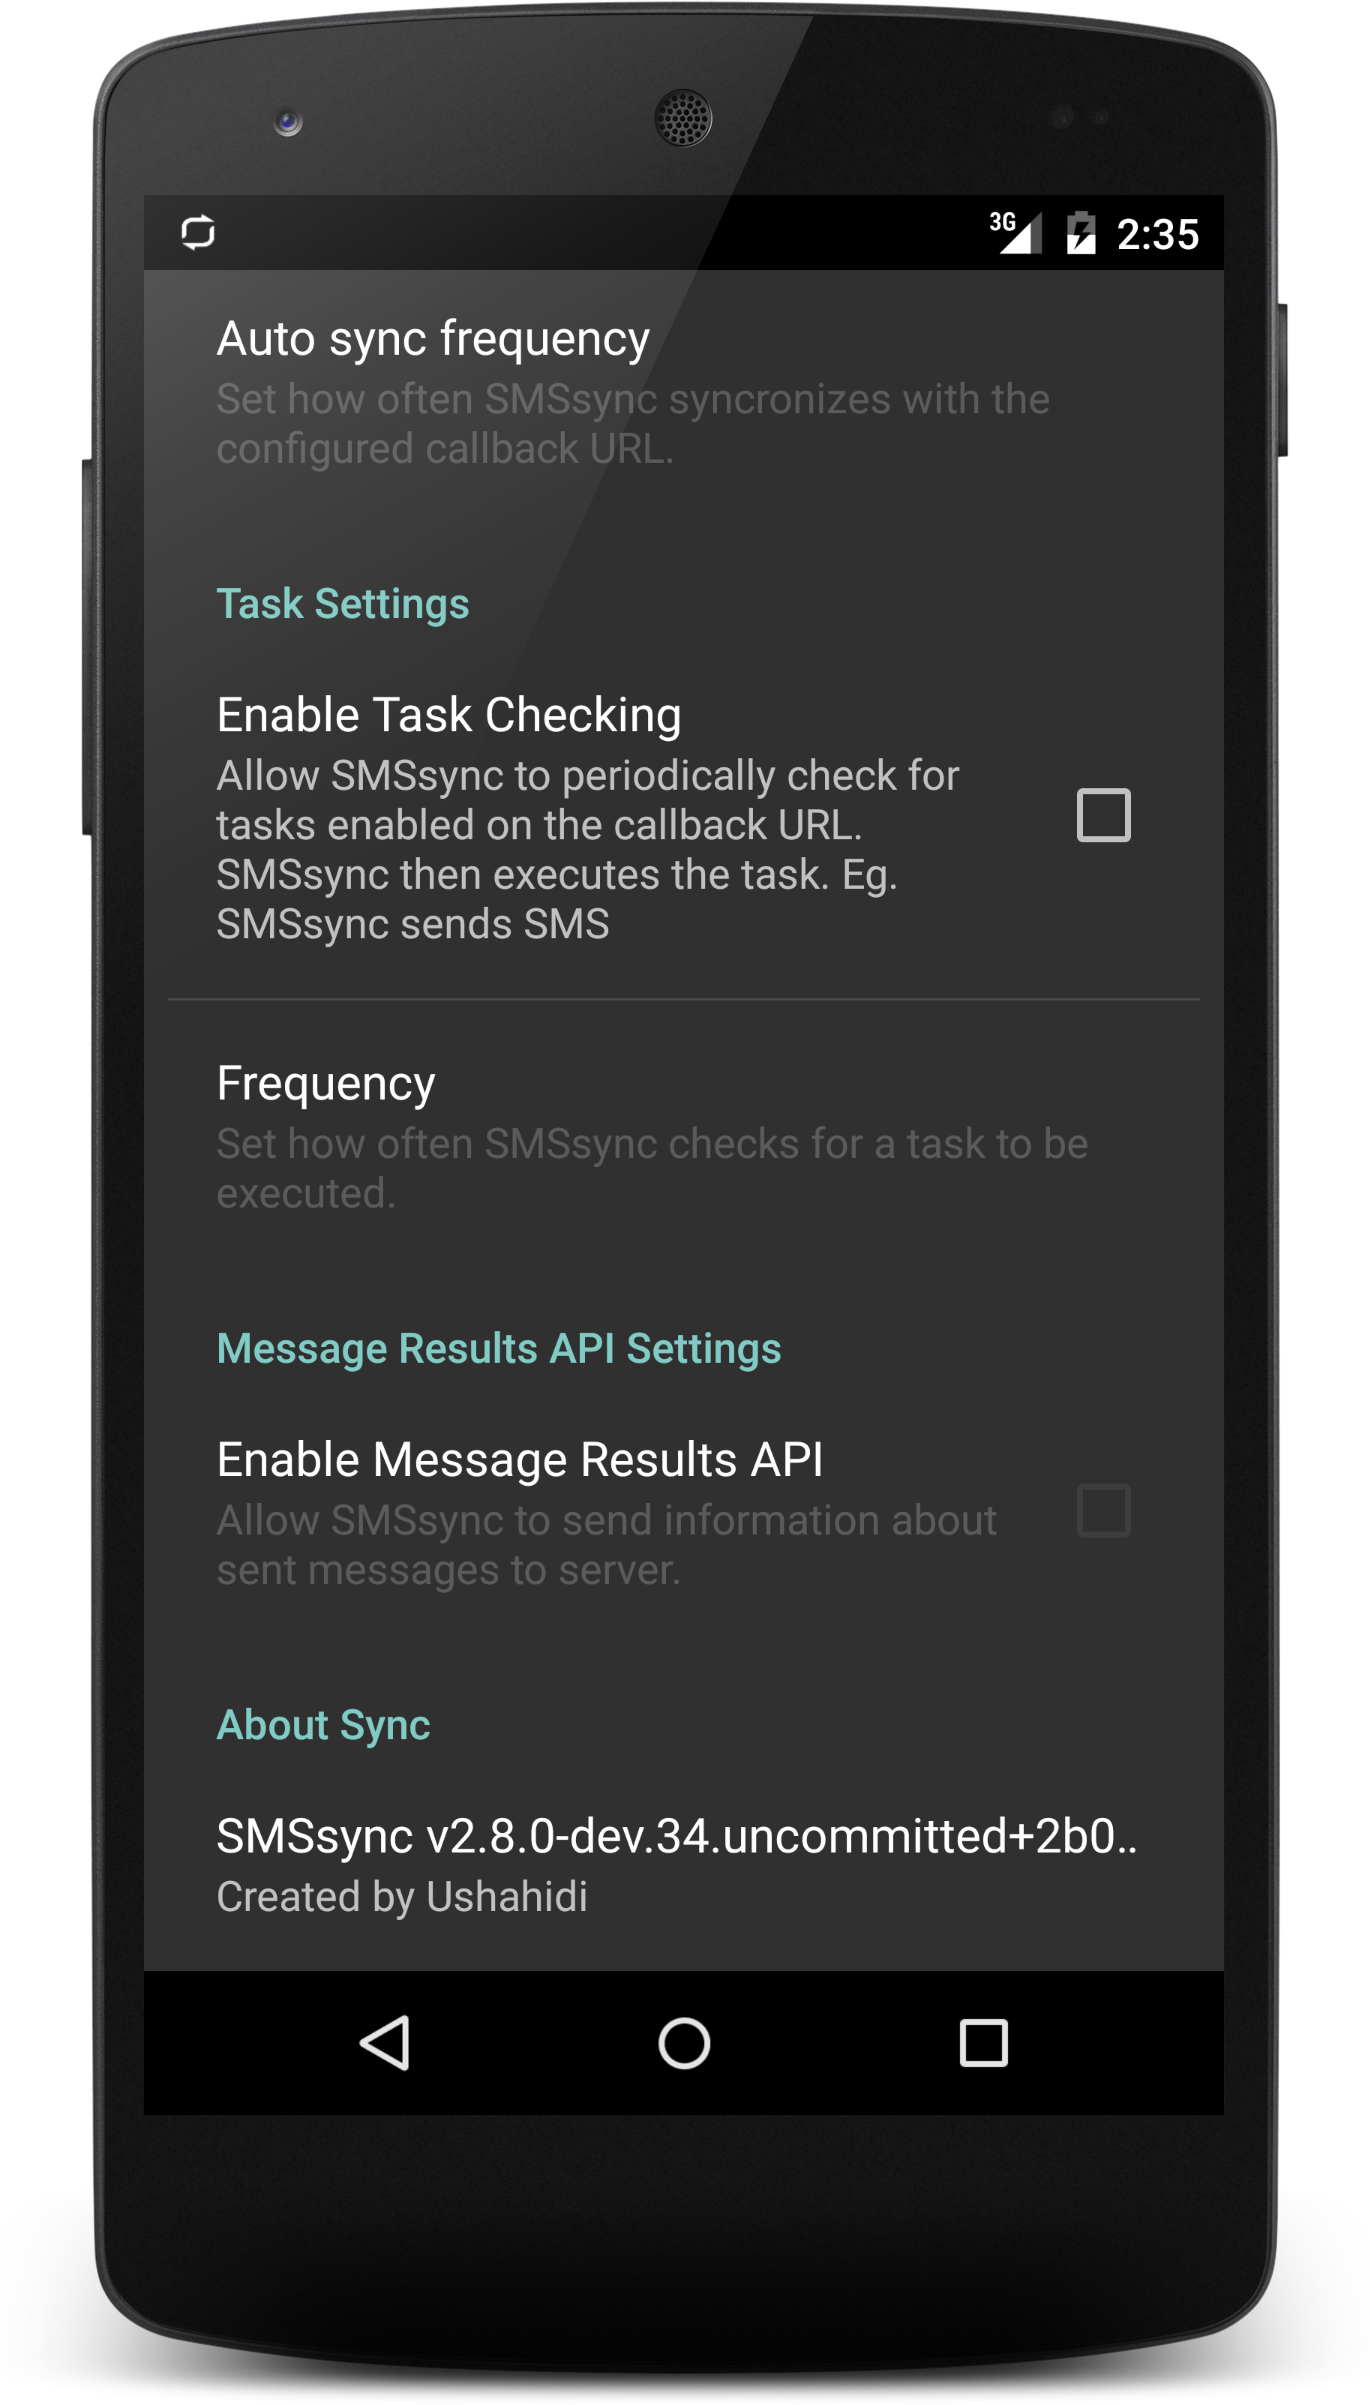 3G 2:35
Auto sync frequency
Set how often SMSsync syncronizes with the
configured callback URL.
Task Settings
Enable Task Checking
Allow SMSsync to periodically check for
tasks enabled on the callback URL.
SMSsync then executes the task. Eg.
SMSsync sends SMS
Frequency
Set how often SMSsync checks for a task to be
executed.
Message Results API Settings
Enable Message Results API
Allow SMSsync to send information about
sent messages to server.
About Sync
SMSsync v2.8.0-dev.34.uncommitted+2b0..
Created by Ushahidi